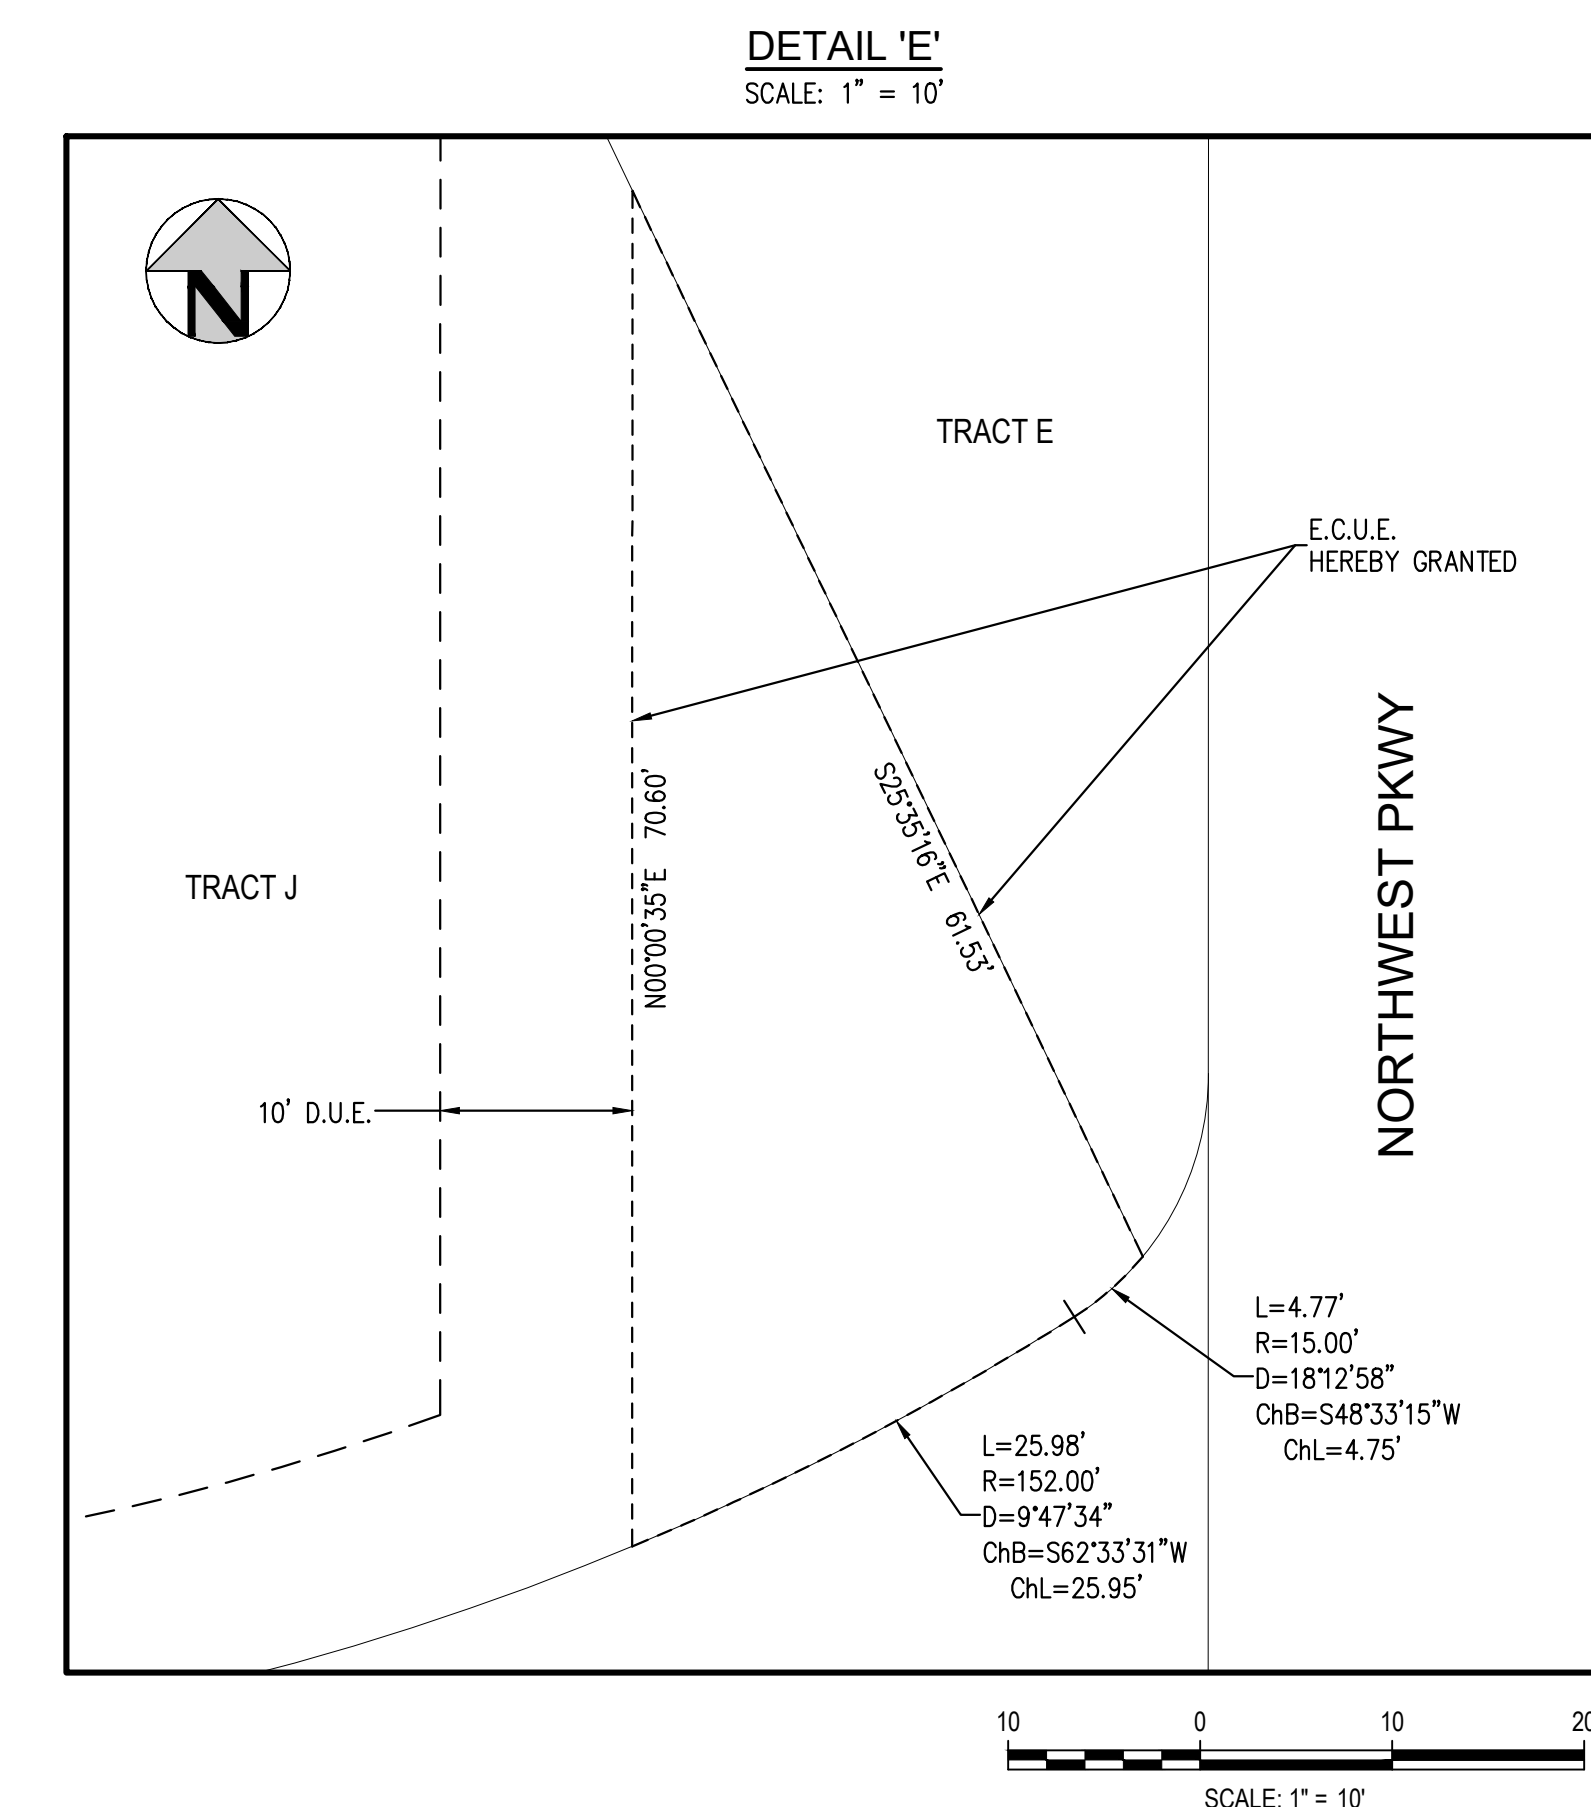 DETAIL 'E'
SCALE: 1" = 10'
N
TRACT E
E.C.U.E.
HEREBY GRANTED
NORTHWEST PKWY
N00°00'35"E 70.60'
S25°35'16"E 61.53'
TRACT J
10' D.U.E.
L=4.77'
R=15.00'
D=18°12'58"
ChB=S48°33'15"W
ChL=4.75'
L=25.98'
R=152.00'
D=9°47'34"
ChB=S62°33'31"W
ChL=25.95'
10 0 10 20
SCALE: 1" = 10'